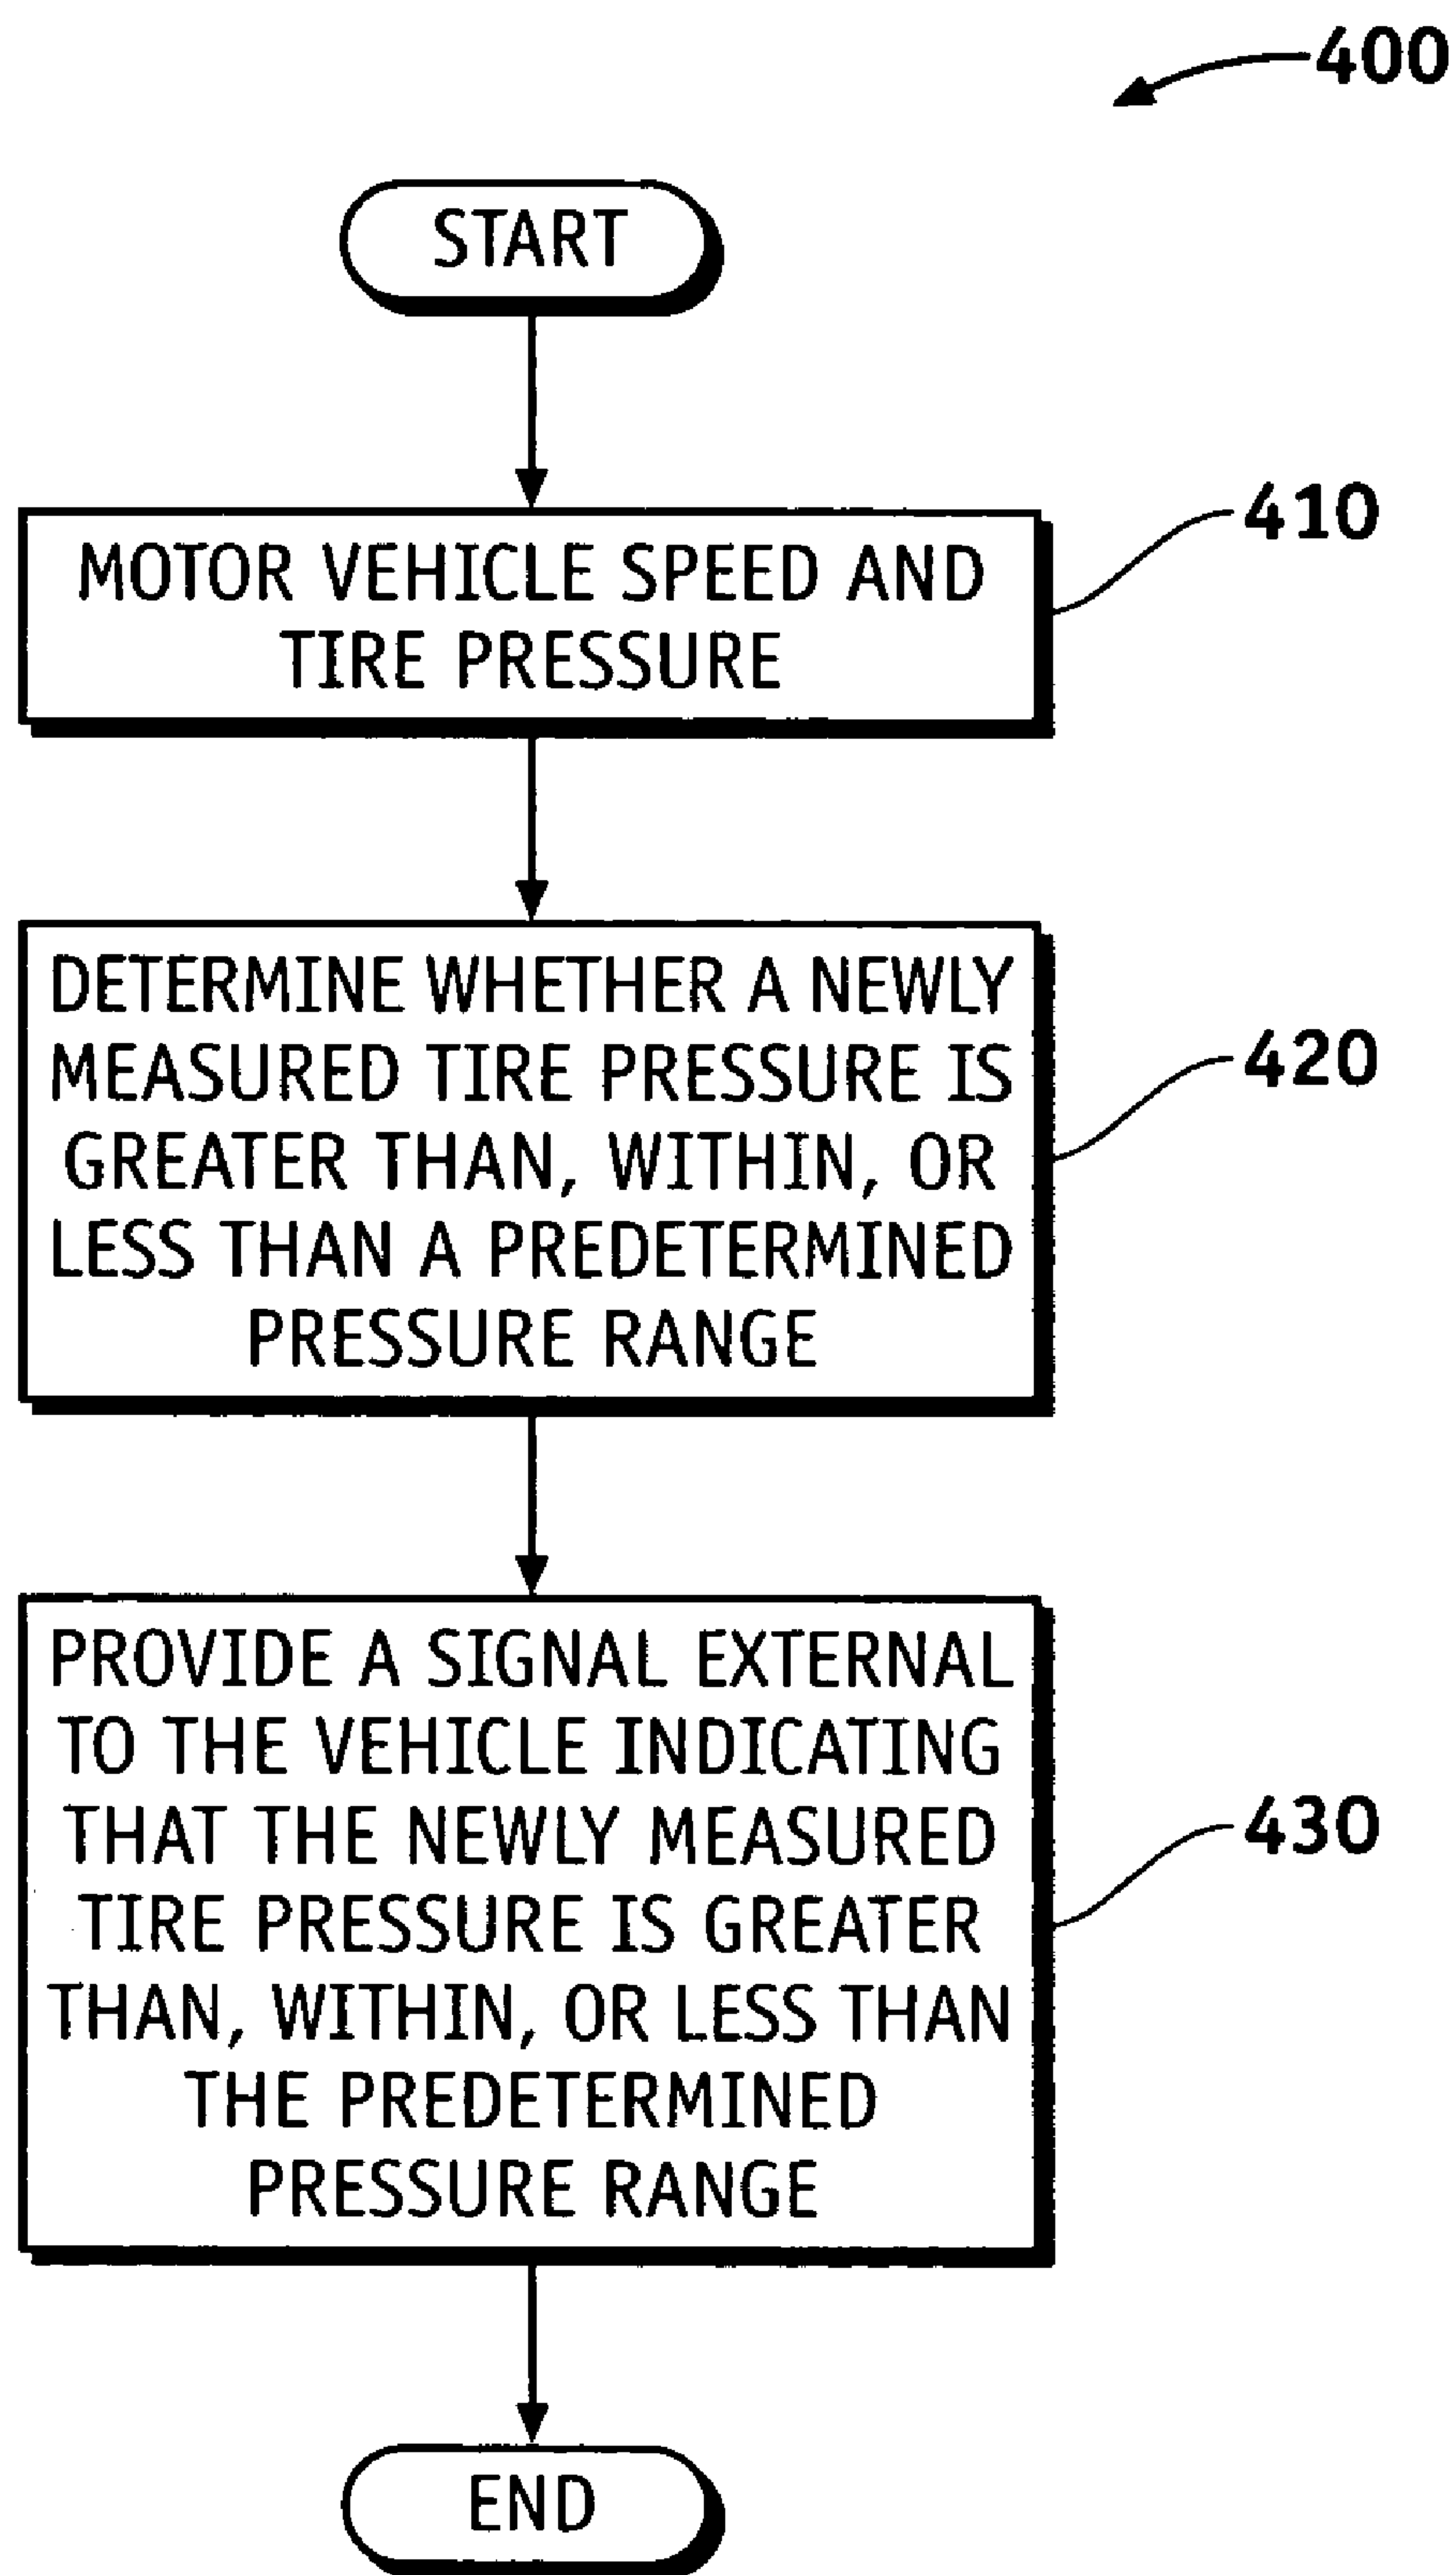 400
START
410
MOTOR VEHICLE SPEED AND
TIRE PRESSURE
420
DETERMINE WHETHER A NEWLY
MEASURED TIRE PRESSURE IS
GREATER THAN, WITHIN, OR
LESS THAN A PREDETERMINED
PRESSURE RANGE
430
PROVIDE A SIGNAL EXTERNAL
TO THE VEHICLE INDICATING
THAT THE NEWLY MEASURED
TIRE PRESSURE IS GREATER
THAN, WITHIN, OR LESS THAN
THE PREDETERMINED
PRESSURE RANGE
END